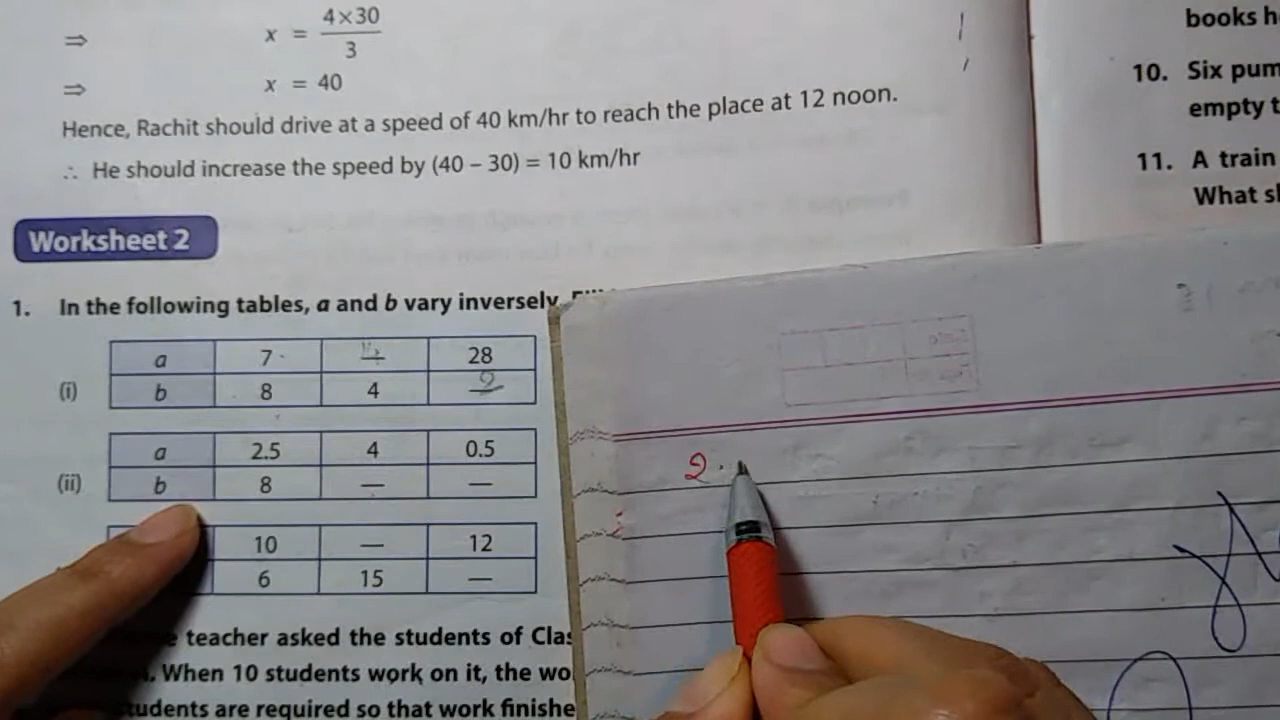 ⇒ x = 4×30/3
⇒ x = 40
Hence, Rachit should drive at a speed of 40 km/hr to reach the place at 12 noon.
∴ He should increase the speed by (40 – 30) = 10 km/hr
Worksheet 2
1. In the following tables, a and b vary inversely.
(i)
a 7 14 28
b 8 4 2
(ii)
a 2.5 4 0.5
b 8 — —
10 — 12
6 15 —
teacher asked the students of Clas
When 10 students work on it, the wo
tudents are required so that work finishe
books h
10. Six pum
empty t
11. A train
What sl
2.